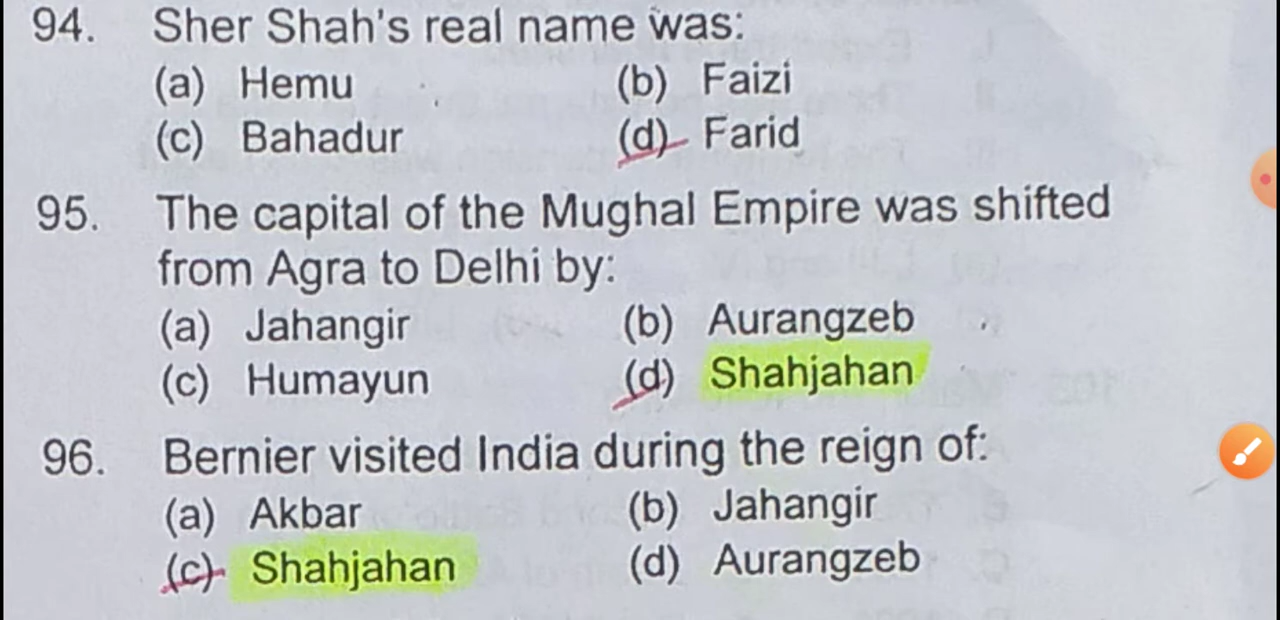 94. Sher Shah's real name was:
(a) Hemu (b) Faizi
(c) Bahadur (d) Farid
95. The capital of the Mughal Empire was shifted
from Agra to Delhi by:
(a) Jahangir (b) Aurangzeb
(c) Humayun (d) Shahjahan
96. Bernier visited India during the reign of:
(a) Akbar (b) Jahangir
(c) Shahjahan (d) Aurangzeb